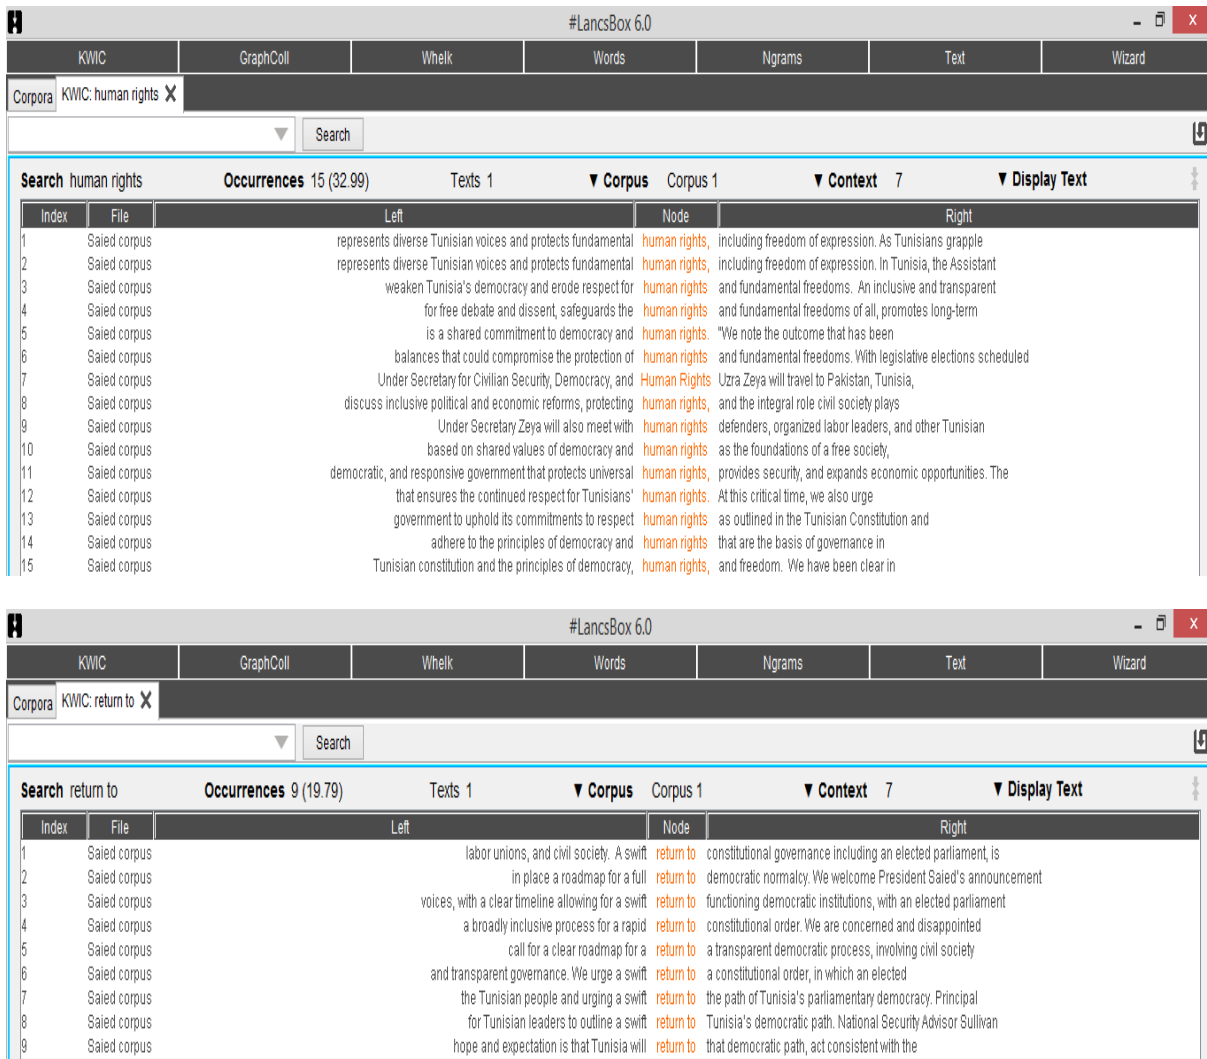 #LancsBox 6.0
KWIC GraphColl Whelk Words Ngrams Text Wizard
Corpora KWIC: human rights
Search
Search human rights Occurrences 15 (32.99) Texts 1 ▼ Corpus Corpus 1 ▼ Context 7 ▼ Display Text
Index File Left Node Right
1 Saied corpus represents diverse Tunisian voices and protects fundamental human rights, including freedom of expression. As Tunisians grapple
2 Saied corpus represents diverse Tunisian voices and protects fundamental human rights, including freedom of expression. In Tunisia, the Assistant
3 Saied corpus weaken Tunisia's democracy and erode respect for human rights and fundamental freedoms. An inclusive and transparent
4 Saied corpus for free debate and dissent, safeguards the human rights and fundamental freedoms of all, promotes long-term
5 Saied corpus is a shared commitment to democracy and human rights. "We note the outcome that has been
6 Saied corpus balances that could compromise the protection of human rights and fundamental freedoms. With legislative elections scheduled
7 Saied corpus Under Secretary for Civilian Security, Democracy, and Human Rights Uzra Zeya will travel to Pakistan, Tunisia,
8 Saied corpus discuss inclusive political and economic reforms, protecting human rights, and the integral role civil society plays
9 Saied corpus Under Secretary Zeya will also meet with human rights defenders, organized labor leaders, and other Tunisian
10 Saied corpus based on shared values of democracy and human rights as the foundations of a free society,
11 Saied corpus democratic, and responsive government that protects universal human rights, provides security, and expands economic opportunities. The
12 Saied corpus that ensures the continued respect for Tunisians' human rights. At this critical time, we also urge
13 Saied corpus government to uphold its commitments to respect human rights as outlined in the Tunisian Constitution and
14 Saied corpus adhere to the principles of democracy and human rights that are the basis of governance in
15 Saied corpus Tunisian constitution and the principles of democracy, human rights, and freedom. We have been clear in
#LancsBox 6.0
KWIC GraphColl Whelk Words Ngrams Text Wizard
Corpora KWIC: return to
Search
Search return to Occurrences 9 (19.79) Texts 1 ▼ Corpus Corpus 1 ▼ Context 7 ▼ Display Text
Index File Left Node Right
1 Saied corpus labor unions, and civil society. A swift return to constitutional governance including an elected parliament, is
2 Saied corpus in place a roadmap for a full return to democratic normalcy. We welcome President Saied's announcement
3 Saied corpus voices, with a clear timeline allowing for a swift return to functioning democratic institutions, with an elected parliament
4 Saied corpus a broadly inclusive process for a rapid return to constitutional order. We are concerned and disappointed
5 Saied corpus call for a clear roadmap for a return to a transparent democratic process, involving civil society
6 Saied corpus and transparent governance. We urge a swift return to a constitutional order, in which an elected
7 Saied corpus the Tunisian people and urging a swift return to the path of Tunisia's parliamentary democracy. Principal
8 Saied corpus for Tunisian leaders to outline a swift return to Tunisia's democratic path. National Security Advisor Sullivan
9 Saied corpus hope and expectation is that Tunisia will return to that democratic path, act consistent with the